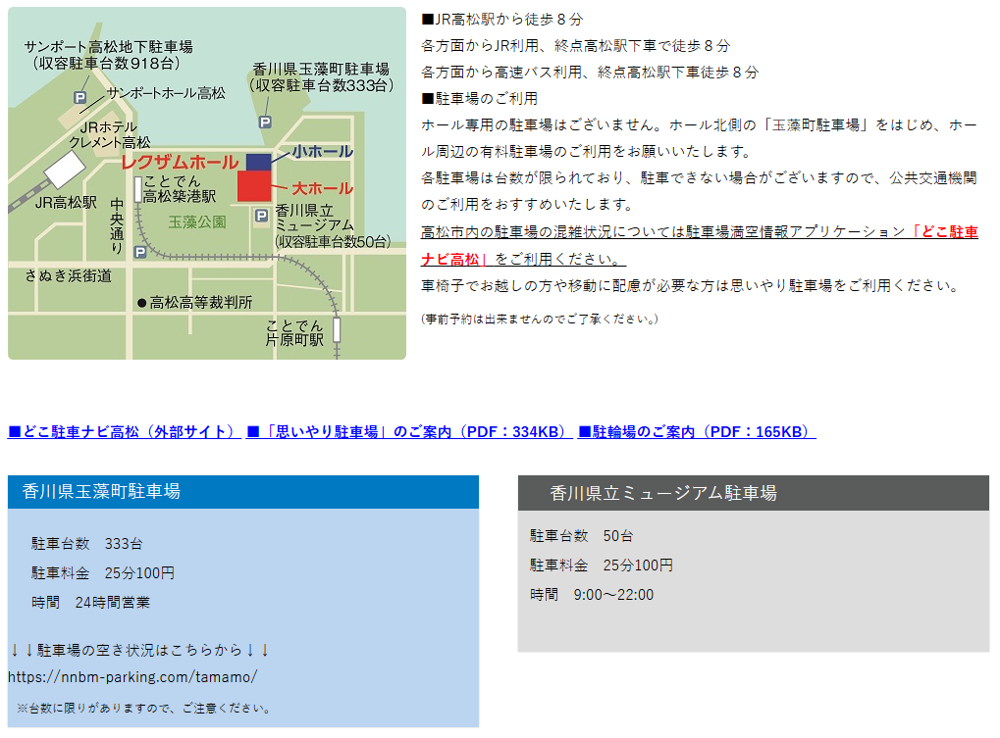 サンポート高松地下駐車場
（収容駐車台数918台）
香川県玉藻町駐車場
（収容駐車台数333台）
P
サンポートホール高松
P
JRホテル
クレメント高松
レクザムホール
小ホール
大ホール
ことでん
高松築港駅
JR高松駅
中央通り
玉藻公園
P
香川県立
ミュージアム
（収容駐車台数50台）
P
さぬき浜街道
●高松高等裁判所
ことでん
片原町駅
■JR高松駅から徒歩８分
各方面からJR利用、終点高松駅下車で徒歩８分
各方面から高速バス利用、終点高松駅下車徒歩８分
■駐車場のご利用
ホール専用の駐車場はございません。ホール北側の「玉藻町駐車場」をはじめ、ホー
ル周辺の有料駐車場のご利用をお願いいたします。
各駐車場は台数が限られており、駐車できない場合がございますので、公共交通機関
のご利用をおすすめいたします。
高松市内の駐車場の混雑状況については駐車場満空情報アプリケーション「どこ駐車
ナビ高松」をご利用ください。
車椅子でお越しの方や移動に配慮が必要な方は思いやり駐車場をご利用ください。
(事前予約は出来ませんのでご了承ください。)
■どこ駐車ナビ高松（外部サイト） ■「思いやり駐車場」のご案内（PDF：334KB） ■駐輪場のご案内（PDF：165KB）
香川県玉藻町駐車場
駐車台数　333台
駐車料金　25分100円
時間　24時間営業
↓↓駐車場の空き状況はこちらから↓↓
https://nnbm-parking.com/tamamo/
※台数に限りがありますので、ご注意ください。
香川県立ミュージアム駐車場
駐車台数　50台
駐車料金　25分100円
時間　9:00～22:00